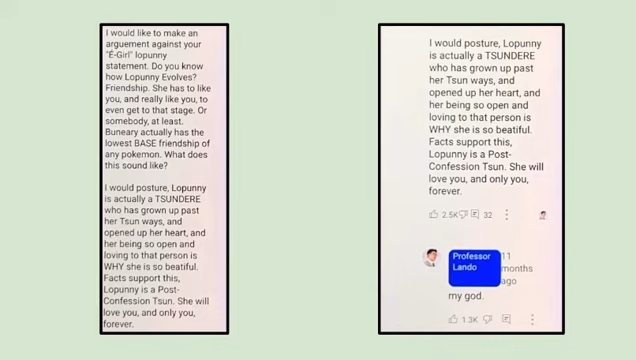 I would like to make an
arguement against your
"E-Girl" lopunny
statement. Do you know
how Lopunny Evolves?
Friendship. She has to like
you, and really like you, to
even get to that stage. Or
somebody, at least.
Buneary actually has the
lowest BASE friendship of
any pokemon. What does
this sound like?
I would posture, Lopunny
is actually a TSUNDERE
who has grown up past
her Tsun ways, and
opened up her heart, and
her being so open and
loving to that person is
WHY she is so beatiful.
Facts support this,
Lopunny is a Post-
Confession Tsun. She will
love you, and only you,
forever.
I would posture, Lopunny
is actually a TSUNDERE
who has grown up past
her Tsun ways, and
opened up her heart, and
her being so open and
loving to that person is
WHY she is so beatiful.
Facts support this,
Lopunny is a Post-
Confession Tsun. She will
love you, and only you,
forever.
2.5K 32
Professor 11
Lando months
ago
my god.
1.3K